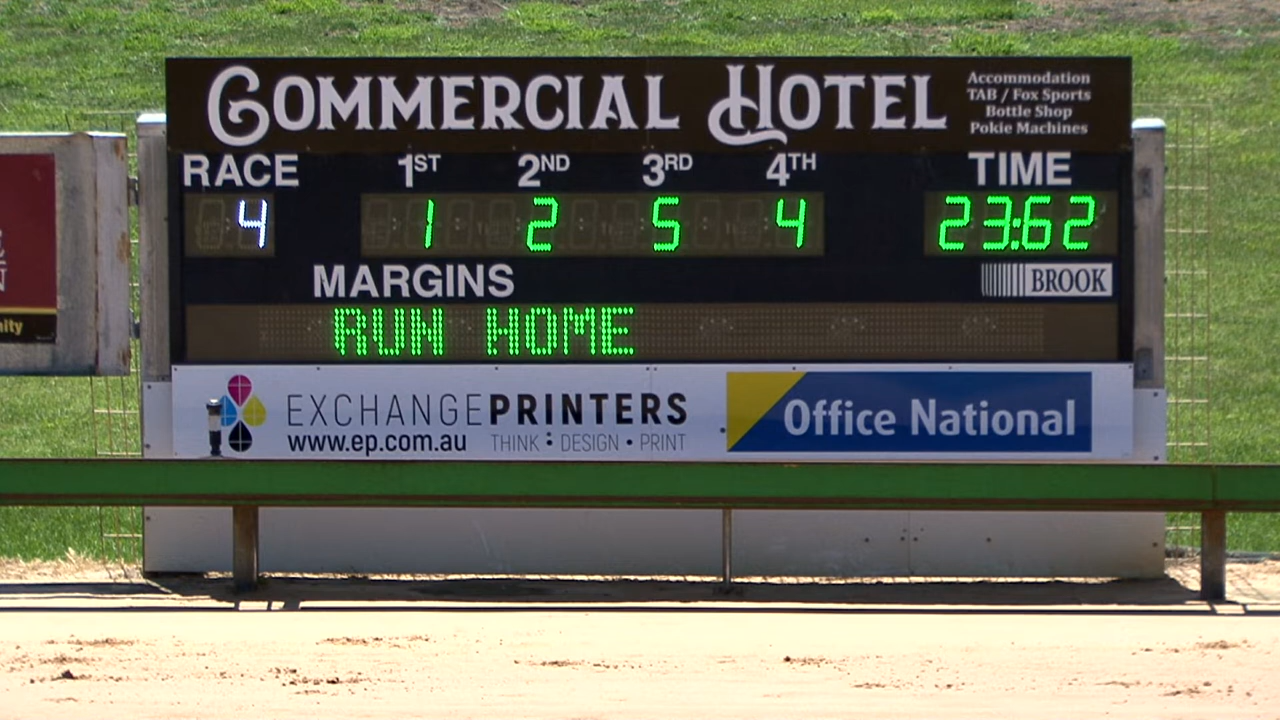 COMMERCIAL HOTEL
Accommodation
TAB / Fox Sports
Bottle Shop
Pokie Machines
RACE 1ST 2ND 3RD 4TH TIME
4 1 2 5 4 23:62
MARGINS
BROOK
RUN HOME
EXCHANGEPRINTERS
www.ep.com.au THINK : DESIGN • PRINT
Office National